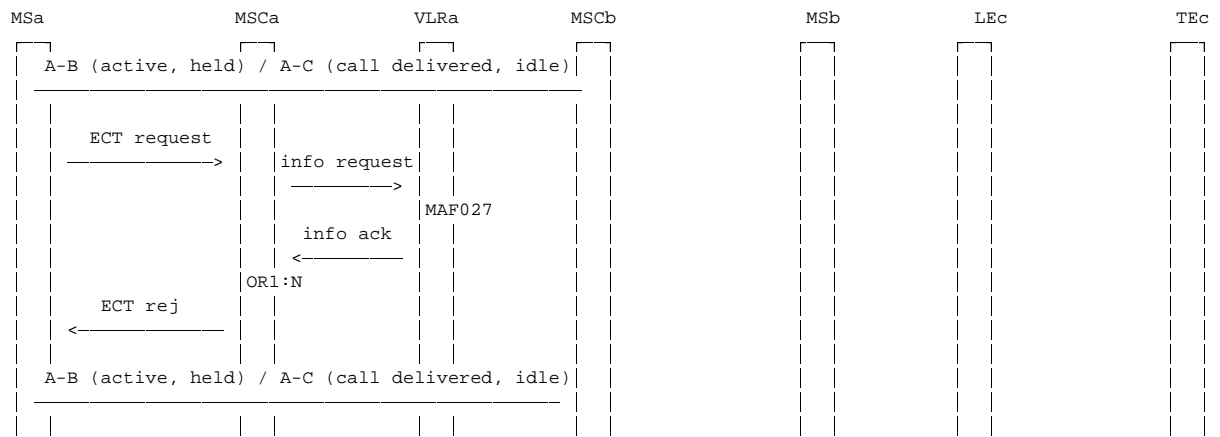 MSa MSCa VLRa MSCb MSb LEc TEc
A-B (active, held) / A-C (call delivered, idle)
ECT request
info request
MAF027
info ack
OR1:N
ECT rej
A-B (active, held) / A-C (call delivered, idle)